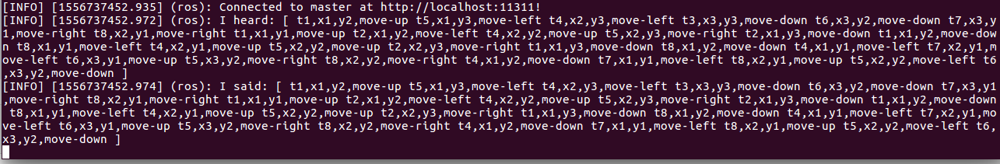 [INFO] [1556737452.935] (ros): Connected to master at http://localhost:11311!
[INFO] [1556737452.972] (ros): I heard: [ t1,x1,y2,move-up t5,x1,y3,move-left t4,x2,y3,move-left t3,x3,y3,move-down t6,x3,y2,move-down t7,x3,y
1,move-right t8,x2,y1,move-right t1,x1,y1,move-up t2,x1,y2,move-left t4,x2,y2,move-up t5,x2,y3,move-right t2,x1,y3,move-down t1,x1,y2,move-dow
n t8,x1,y1,move-left t4,x2,y1,move-up t5,x2,y2,move-up t2,x2,y3,move-right t1,x1,y3,move-down t8,x1,y2,move-down t4,x1,y1,move-left t7,x2,y1,m
ove-left t6,x3,y1,move-up t5,x3,y2,move-right t8,x2,y2,move-right t4,x1,y2,move-down t7,x1,y1,move-left t8,x2,y1,move-up t5,x2,y2,move-left t6
,x3,y2,move-down ]
[INFO] [1556737452.974] (ros): I said: [ t1,x1,y2,move-up t5,x1,y3,move-left t4,x2,y3,move-left t3,x3,y3,move-down t6,x3,y2,move-down t7,x3,y1
,move-right t8,x2,y1,move-right t1,x1,y1,move-up t2,x1,y2,move-left t4,x2,y2,move-up t5,x2,y3,move-right t2,x1,y3,move-down t1,x1,y2,move-down
 t8,x1,y1,move-left t4,x2,y1,move-up t5,x2,y2,move-up t2,x2,y3,move-right t1,x1,y3,move-down t8,x1,y2,move-down t4,x1,y1,move-left t7,x2,y1,mo
ve-left t6,x3,y1,move-up t5,x3,y2,move-right t8,x2,y2,move-right t4,x1,y2,move-down t7,x1,y1,move-left t8,x2,y1,move-up t5,x2,y2,move-left t6,
x3,y2,move-down ]